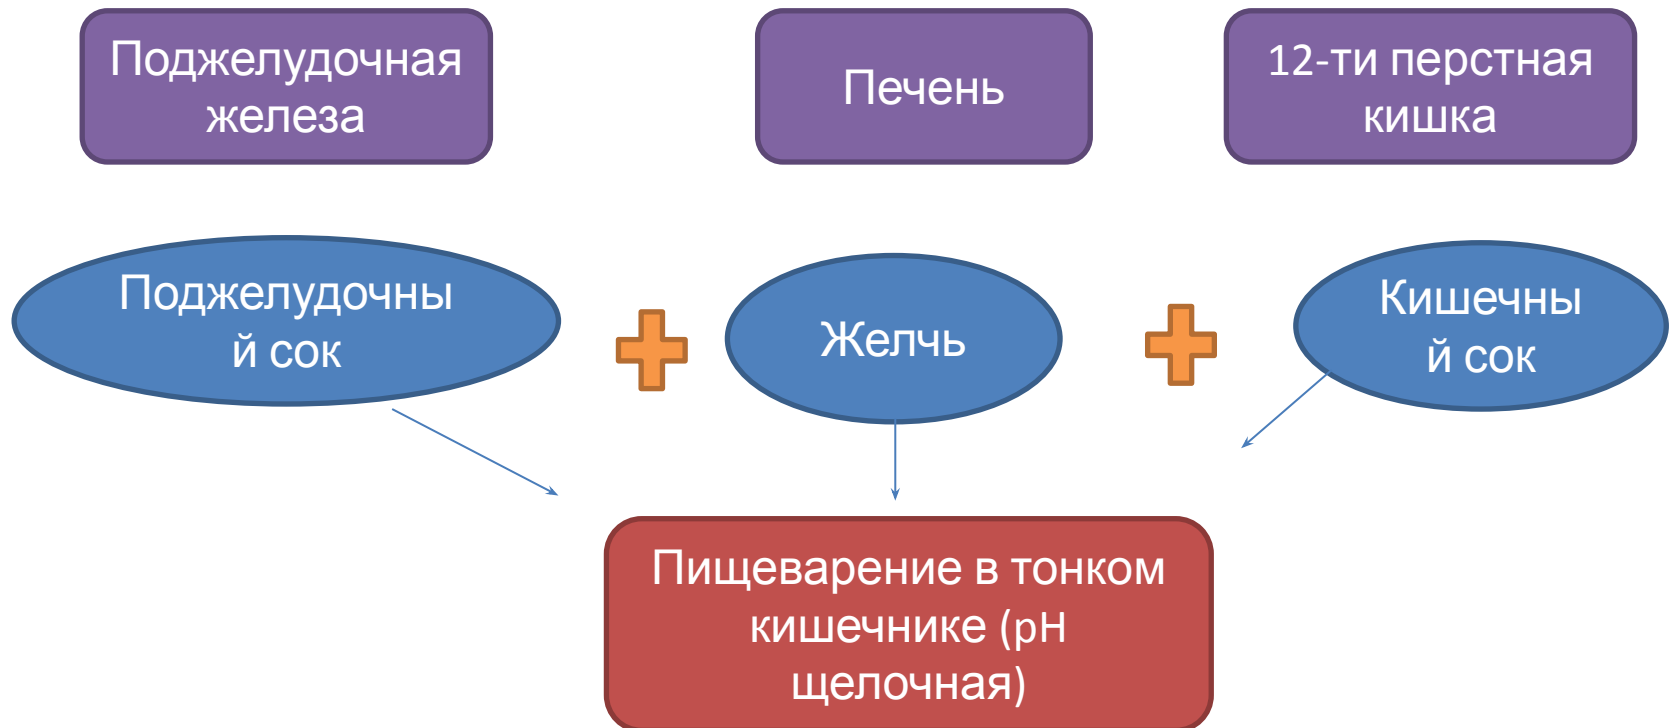 Поджелудочная
железа
Печень
12-ти перстная
кишка
Поджелудочны
й сок
Желчь
Кишечны
й сок
Пищеварение в тонком
кишечнике (pH
щелочная)